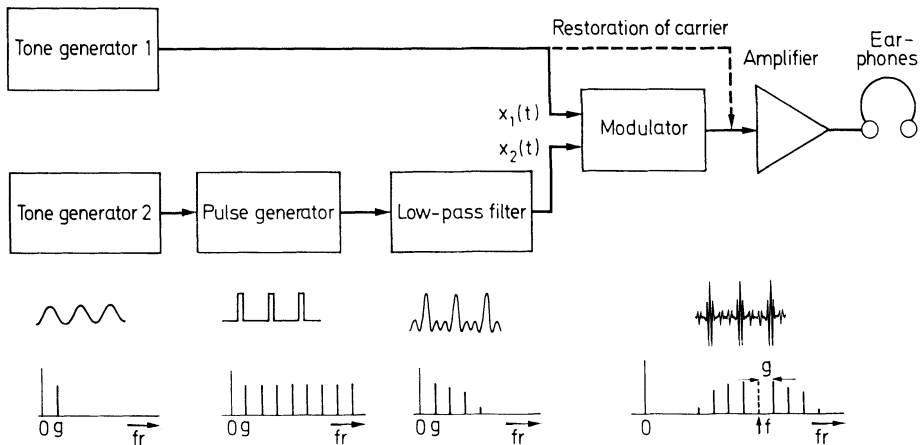 Tone generator 1
Restoration of carrier
Amplifier
Ear-
phones
x₁(t)
x₂(t)
Modulator
Tone generator 2
Pulse generator
Low-pass filter
g
0 g
fr
0 g
fr
0 g
fr
0
f
fr